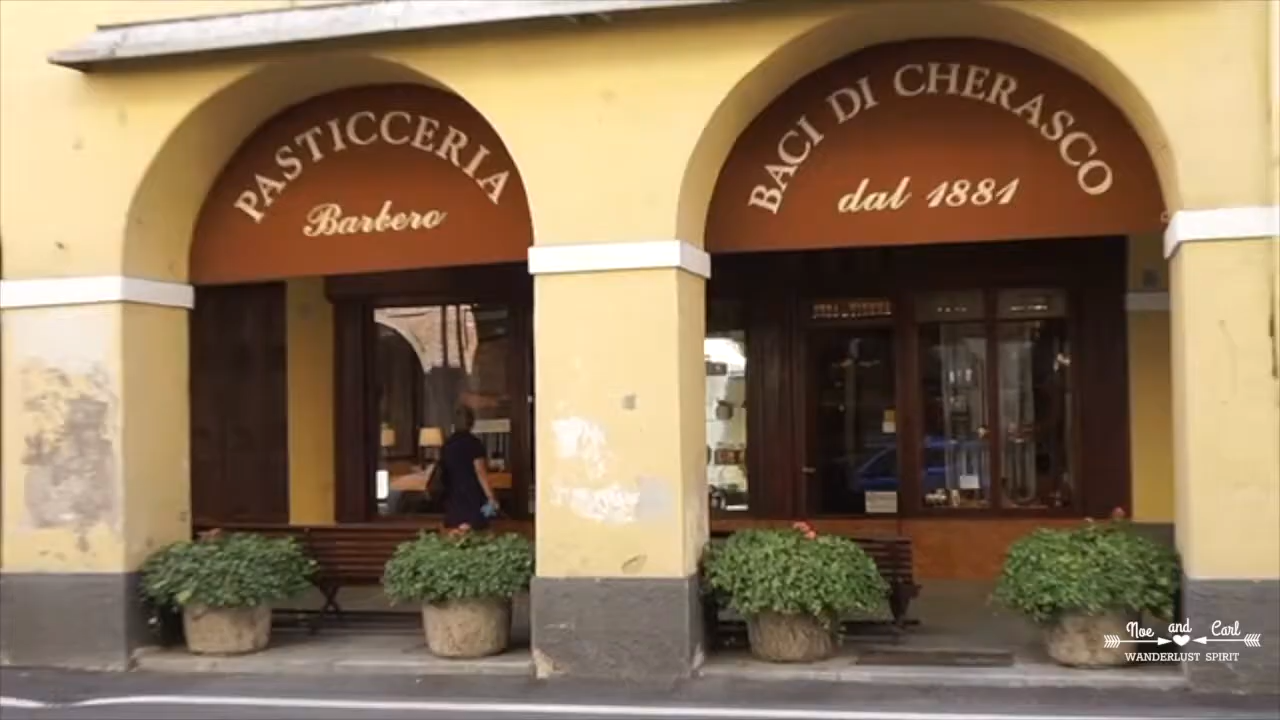 PASTICCERIA
Barbero
BACI DI CHERASCO
dal 1881
Noe and Carl
WANDERLUST SPIRIT